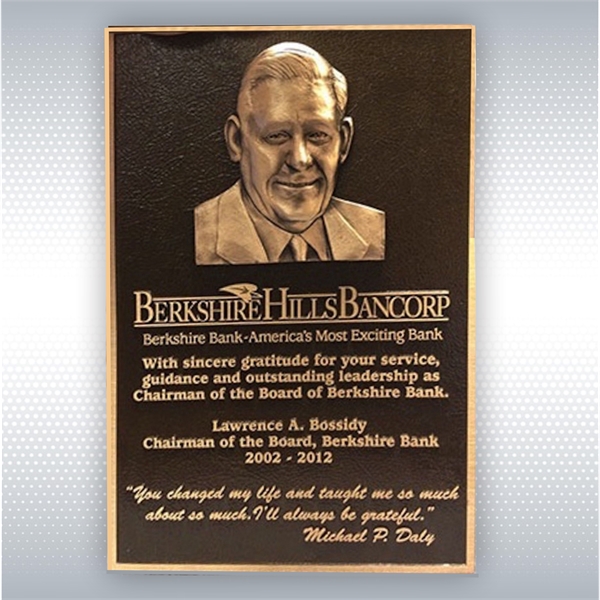 BERKSHIRE HILLS BANCORP
Berkshire Bank-America's Most Exciting Bank
With sincere gratitude for your service,
guidance and outstanding leadership as
Chairman of the Board of Berkshire Bank.
Lawrence A. Bossidy
Chairman of the Board, Berkshire Bank
2002 - 2012
"You changed my life and taught me so much
about so much.I'll always be grateful."
Michael P. Daly